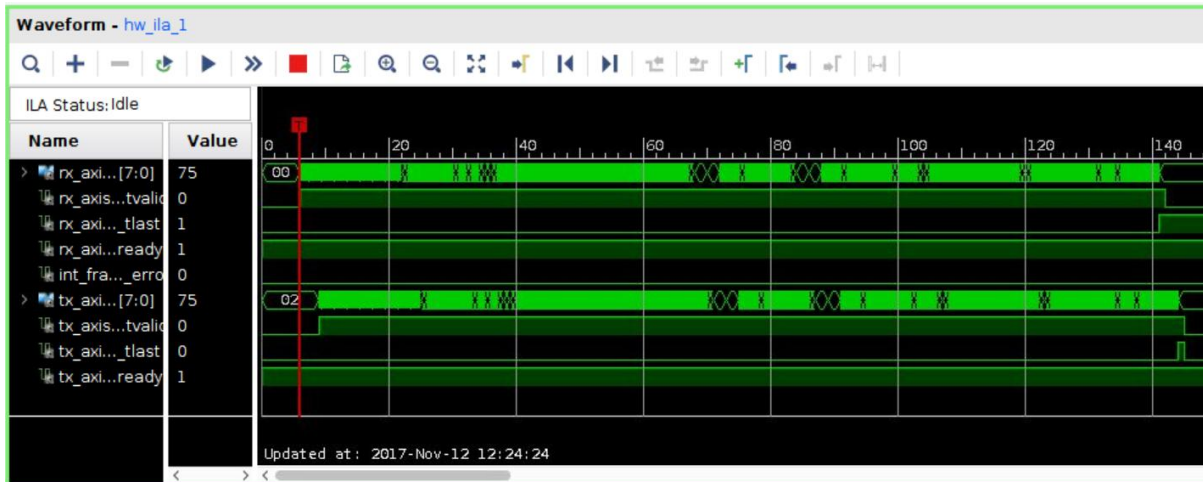 Waveform - hw_ila_1
ILA Status: Idle
Name Value
0 20 40 60 80 100 120 140
T
> rx_axi...[7:0] 75 00
rx_axis...tvalid 0
rx_axi..._tlast 1
rx_axi...ready 1
int_fra..._erro 0
> tx_axi...[7:0] 75 02
tx_axis...tvalid 0
tx_axi..._tlast 0
tx_axi...ready 1
Updated at: 2017-Nov-12 12:24:24